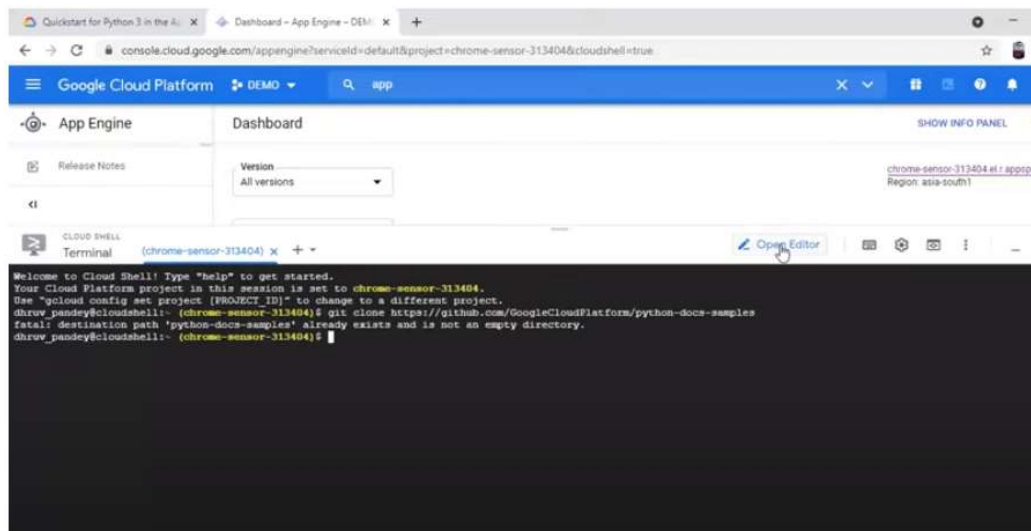 Quickstart for Python 3 in the A
Dashboard – App Engine – DEM
console.cloud.google.com/appengine?serviceId=default&project=chrome-sensor-313404&cloudshell=true
Google Cloud Platform
DEMO
app
App Engine
Dashboard
SHOW INFO PANEL
Release Notes
Version
All versions
chrome-sensor-313404.el.r.appsp
Region: asia-south1
CLOUD SHELL
Terminal
(chrome-sensor-313404)
Open Editor
Welcome to Cloud Shell! Type "help" to get started.
Your Cloud Platform project in this session is set to chrome-sensor-313404.
Use "gcloud config set project [PROJECT_ID]" to change to a different project.
dhruv_pandey@cloudshell:~ (chrome-sensor-313404)$ git clone https://github.com/GoogleCloudPlatform/python-docs-samples
fatal: destination path 'python-docs-samples' already exists and is not an empty directory.
dhruv_pandey@cloudshell:~ (chrome-sensor-313404)$